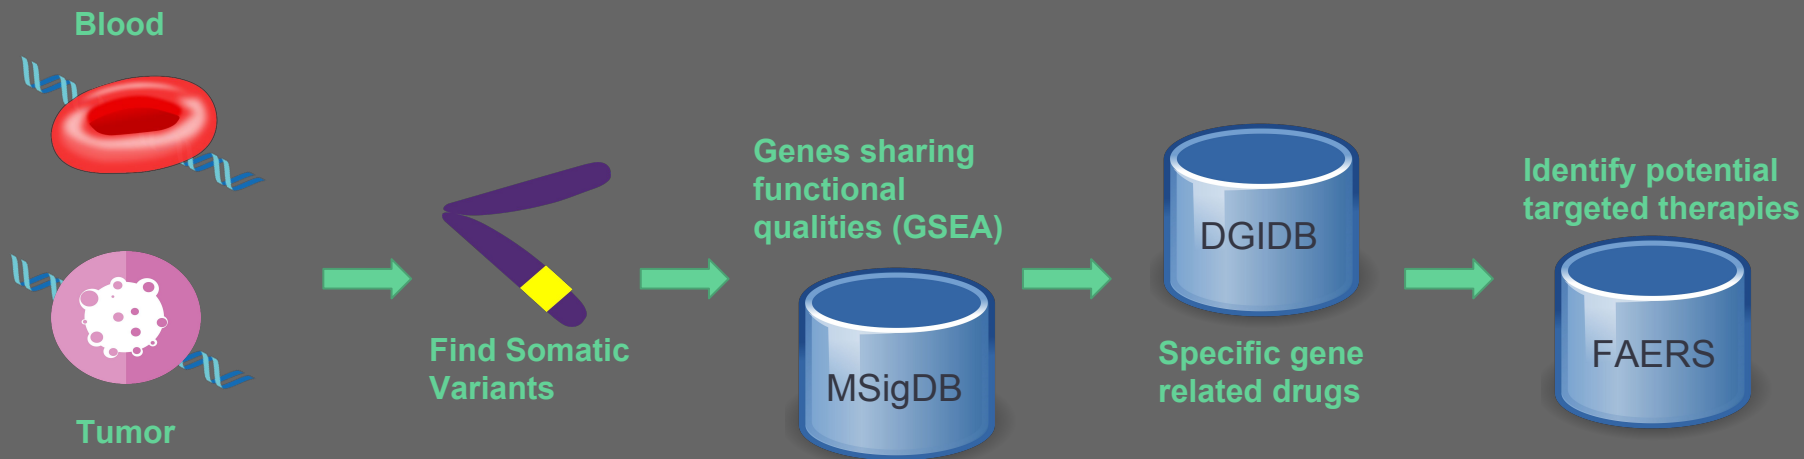 Blood
Tumor
Find Somatic
Variants
Genes sharing
functional
qualities (GSEA)
MSigDB
DGIDB
Specific gene
related drugs
Identify potential
targeted therapies
FAERS